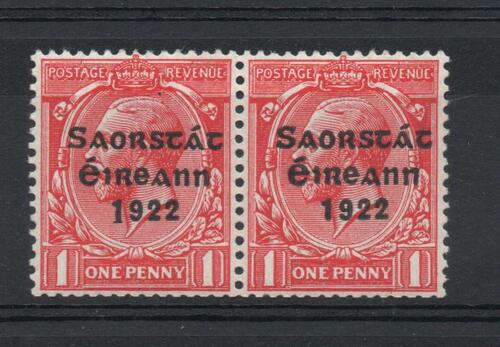 POSTAGE REVENUE
Saorstát
Éireann
1922
1 ONE PENNY 1
POSTAGE REVENUE
Saorstát
Éireann
1922
1 ONE PENNY 1